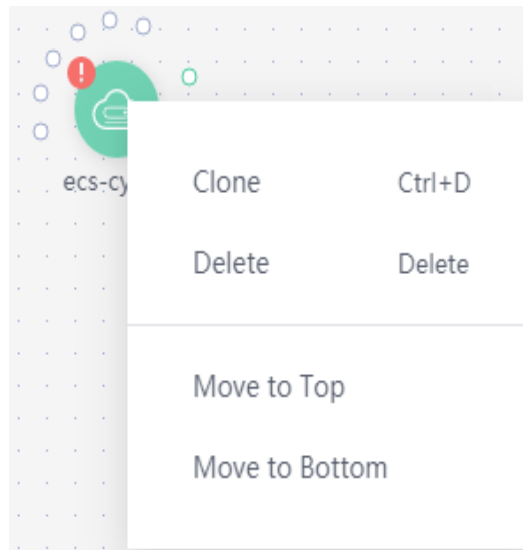 !
ecs-cy
Clone Ctrl+D
Delete Delete
Move to Top
Move to Bottom